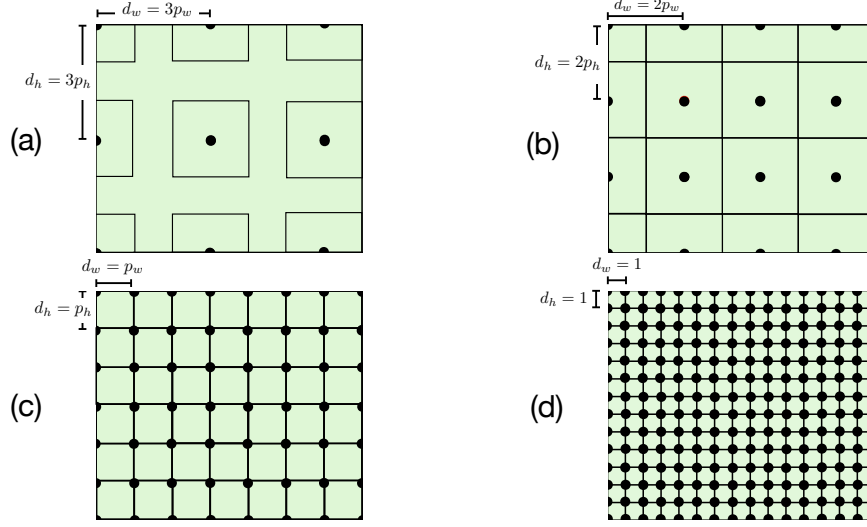 $d_w = 3p_w$
$d_h = 3p_h$
(a)
$d_w = 2p_w$
$d_h = 2p_h$
(b)
$d_w = p_w$
$d_h = p_h$
(c)
$d_w = 1$
$d_h = 1$
(d)